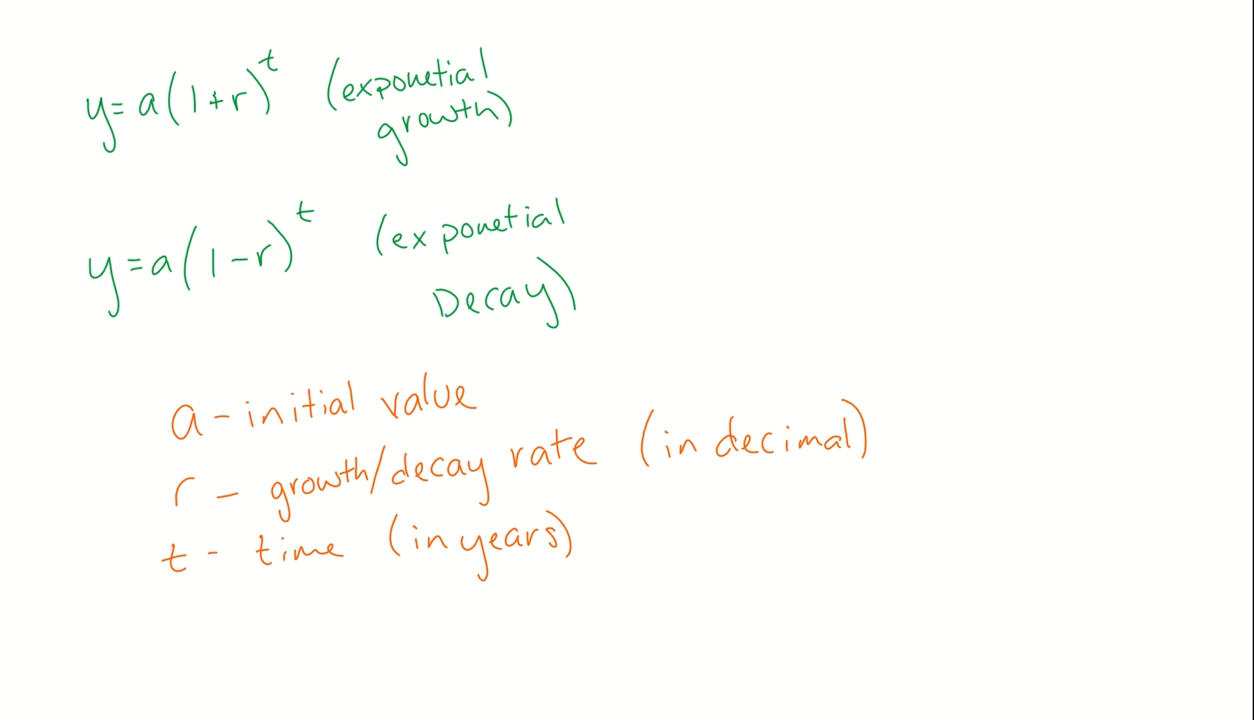 y=a(1+r)^t (exponetial
growth)
y=a(1-r)^t (exponetial
Decay)
a - initial value
r - growth/decay rate (in decimal)
t - time (in years)